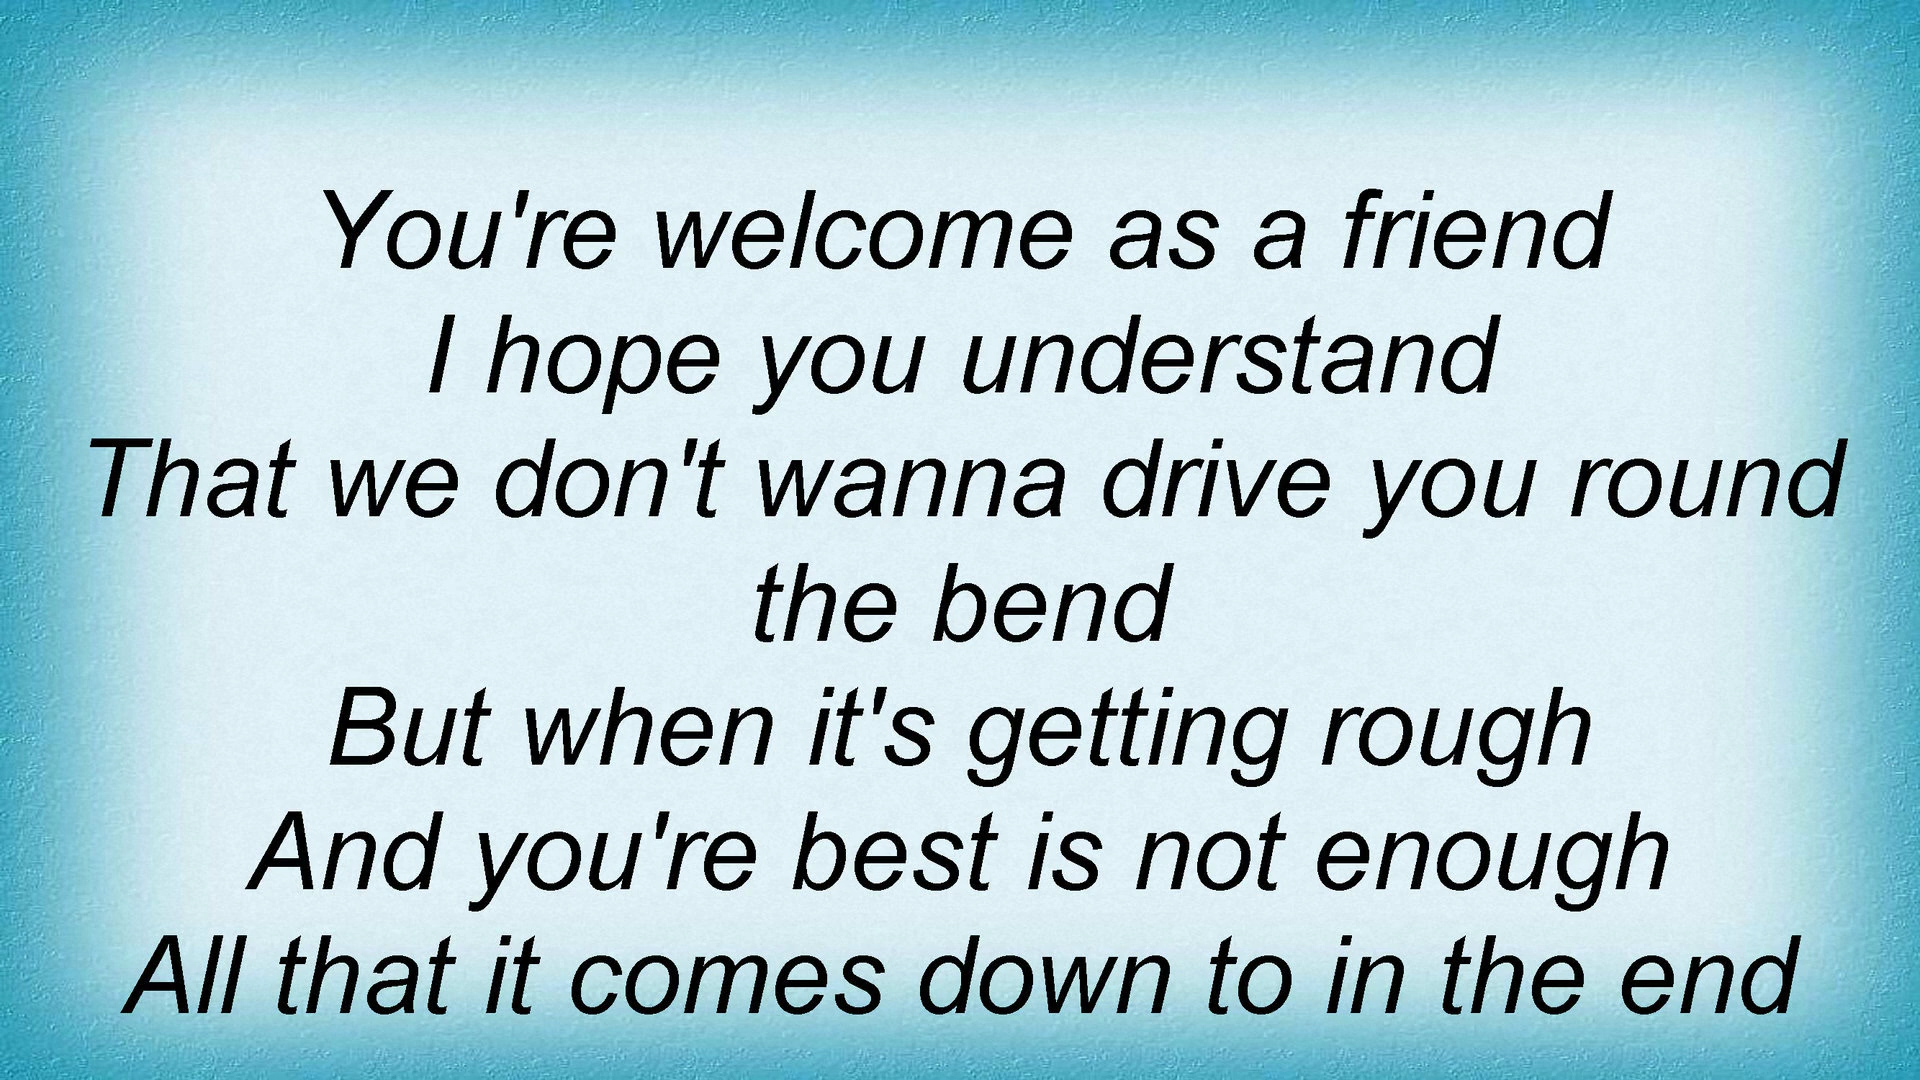 You're welcome as a friend
I hope you understand
That we don't wanna drive you round
the bend
But when it's getting rough
And you're best is not enough
All that it comes down to in the end